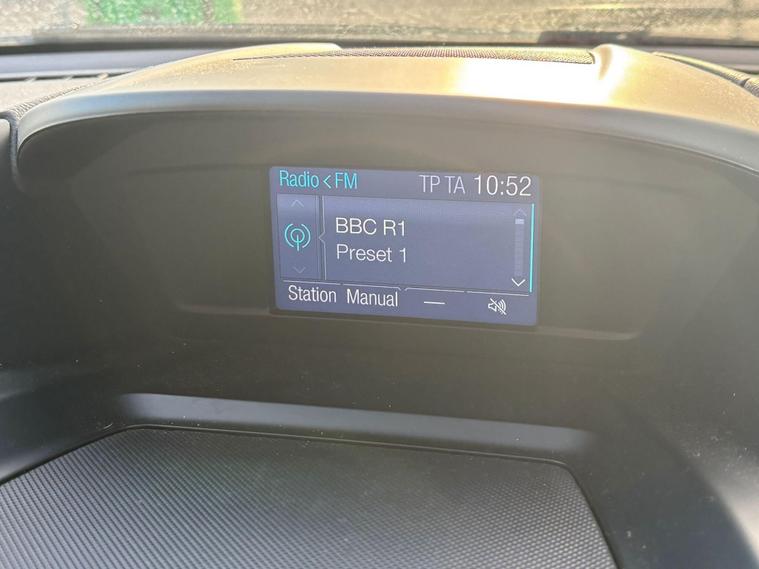 Radio < FM TP TA 10:52
BBC R1
Preset 1
Station Manual —